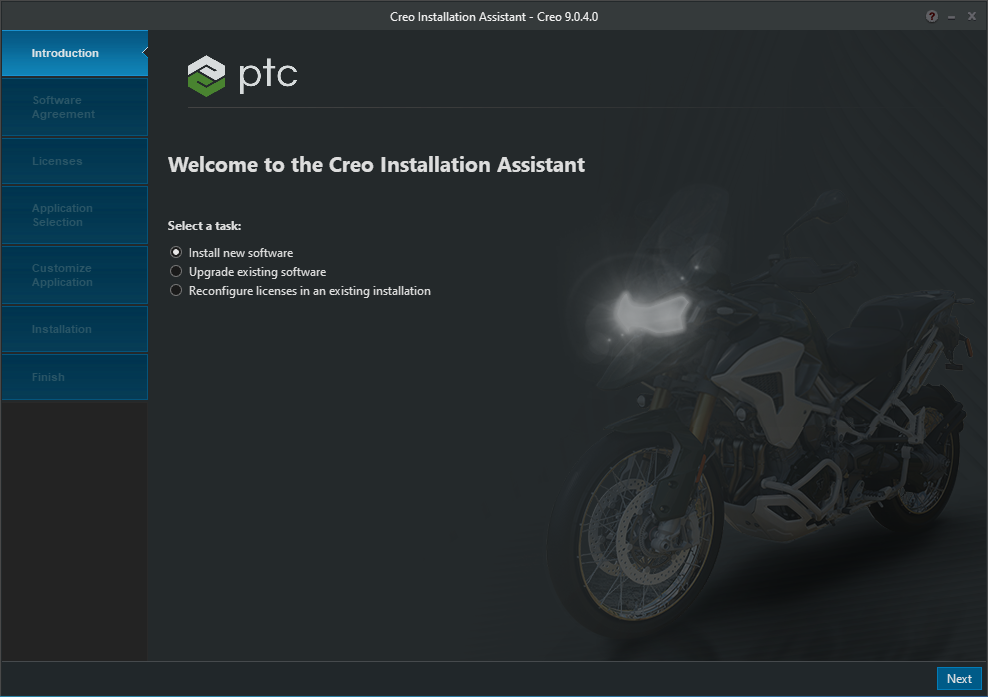 Creo Installation Assistant - Creo 9.0.4.0
?
Introduction
Software
Agreement
Licenses
Application
Selection
Customize
Application
Installation
Finish
ptc
Welcome to the Creo Installation Assistant
Select a task:
Install new software
Upgrade existing software
Reconfigure licenses in an existing installation
Next